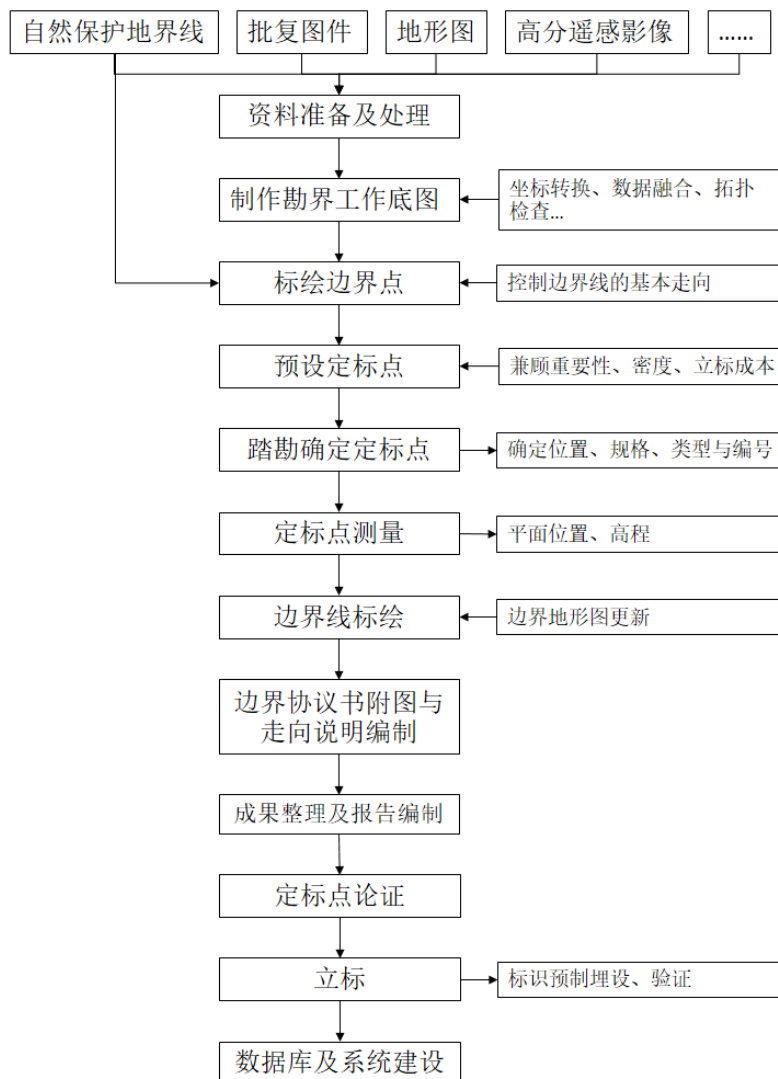 自然保护地界线
批复图件
地形图
高分遥感影像
……
资料准备及处理
制作勘界工作底图
坐标转换、数据融合、拓扑
检查...
标绘边界点
控制边界线的基本走向
预设定标点
兼顾重要性、密度、立标成本
踏勘确定定标点
确定位置、规格、类型与编号
定标点测量
平面位置、高程
边界线标绘
边界地形图更新
边界协议书附图与
走向说明编制
成果整理及报告编制
定标点论证
立标
标识预制埋设、验证
数据库及系统建设